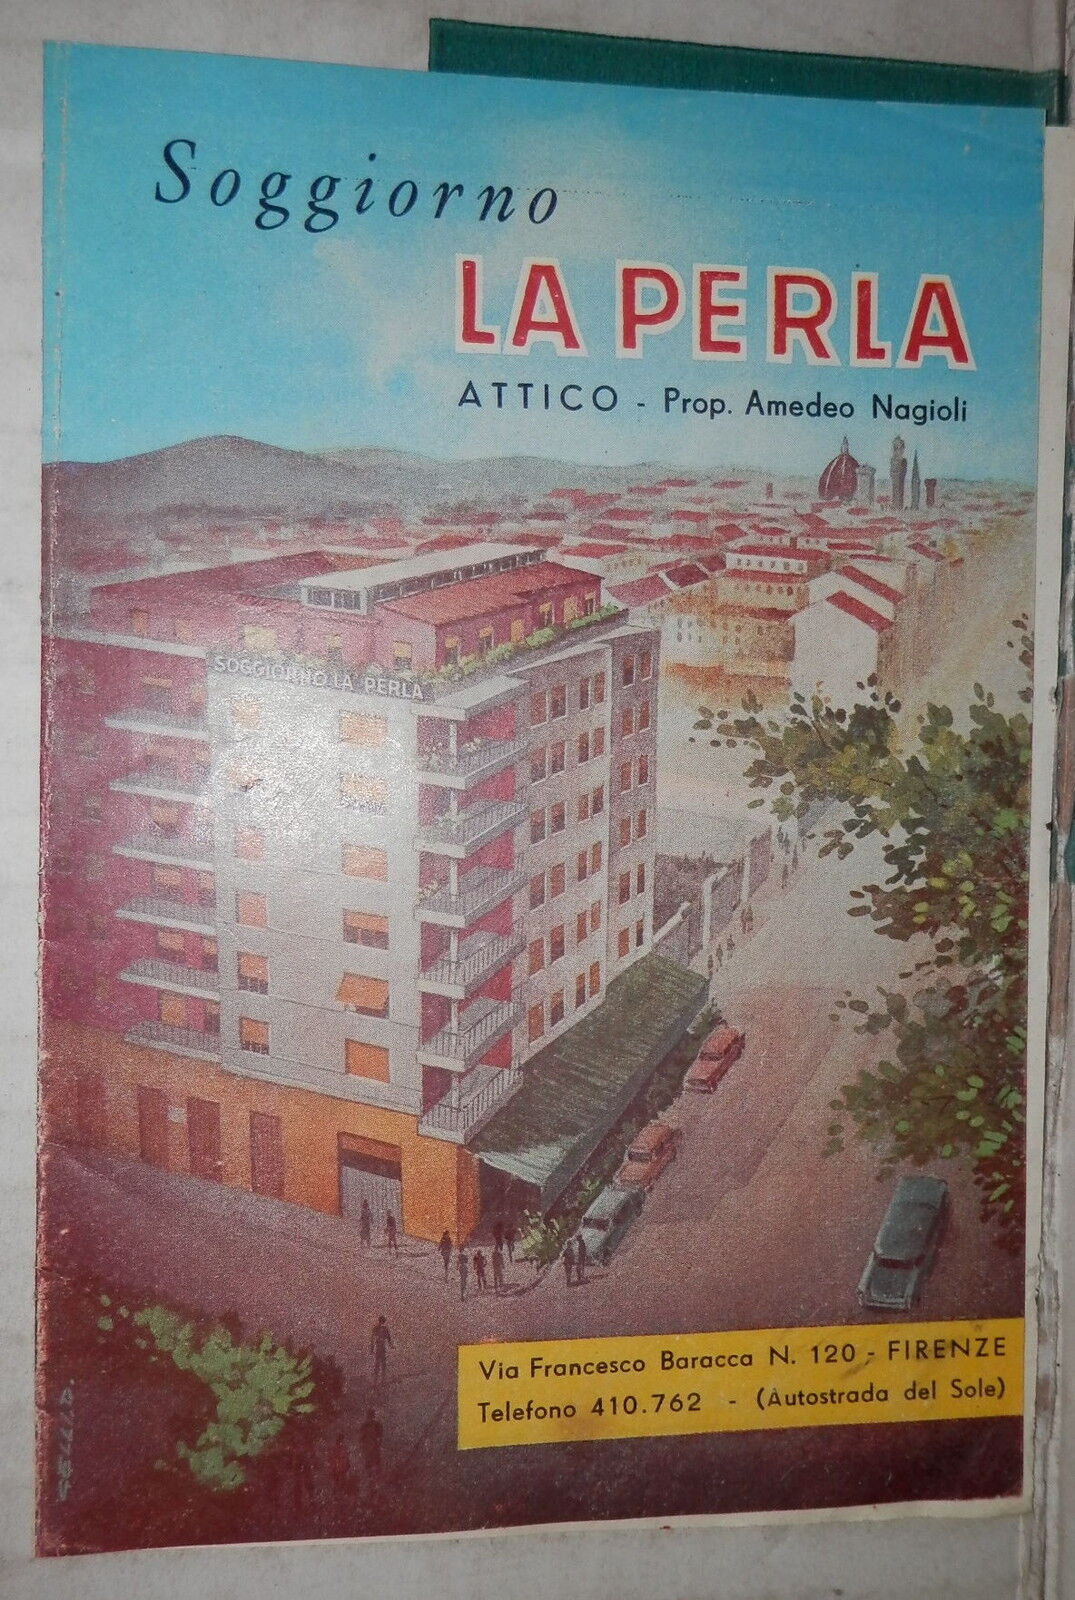 Soggiorno
LA PERLA
ATTICO - Prop. Amedeo Nagioli
SOGGIORNO LA PERLA
Via Francesco Baracca N. 120 - FIRENZE
Telefono 410.762 - (Autostrada del Sole)